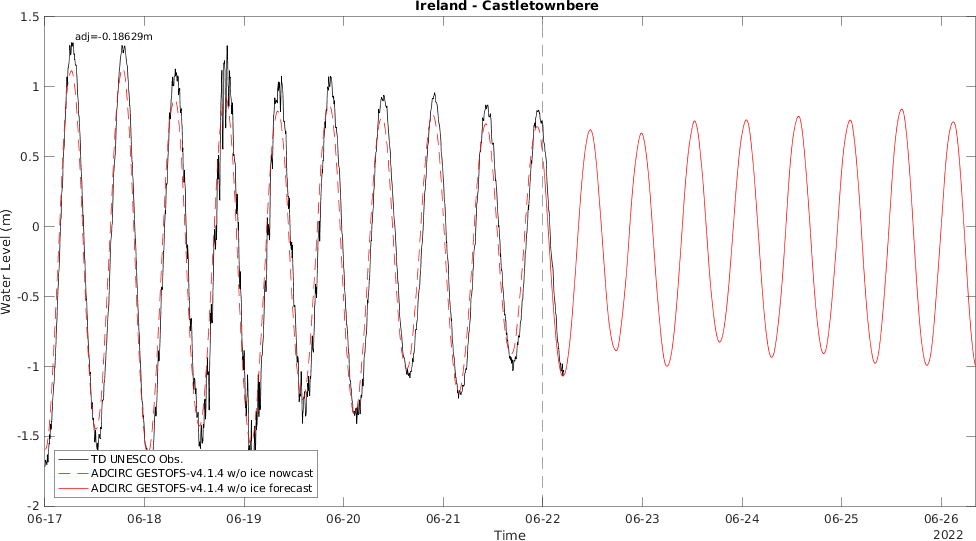 Ireland - Castletownbere
adj=-0.18629m
1.5
1
0.5
0
-0.5
-1
-1.5
-2
Water Level (m)
TD UNESCO Obs.
ADCIRC GESTOFS-v4.1.4 w/o ice nowcast
ADCIRC GESTOFS-v4.1.4 w/o ice forecast
06-17 06-18 06-19 06-20 06-21 06-22 06-23 06-24 06-25 06-26
Time
2022